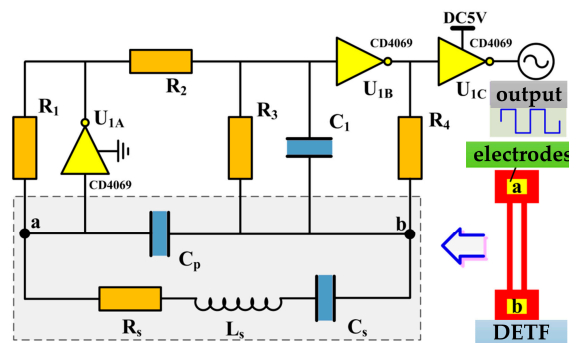 DC5V
CD4069
CD4069
R2
U1B
U1C
output
R1
U1A
R3
C1
R4
electrodes
CD4069
a
a
b
Cp
b
Rs
Ls
Cs
DETF